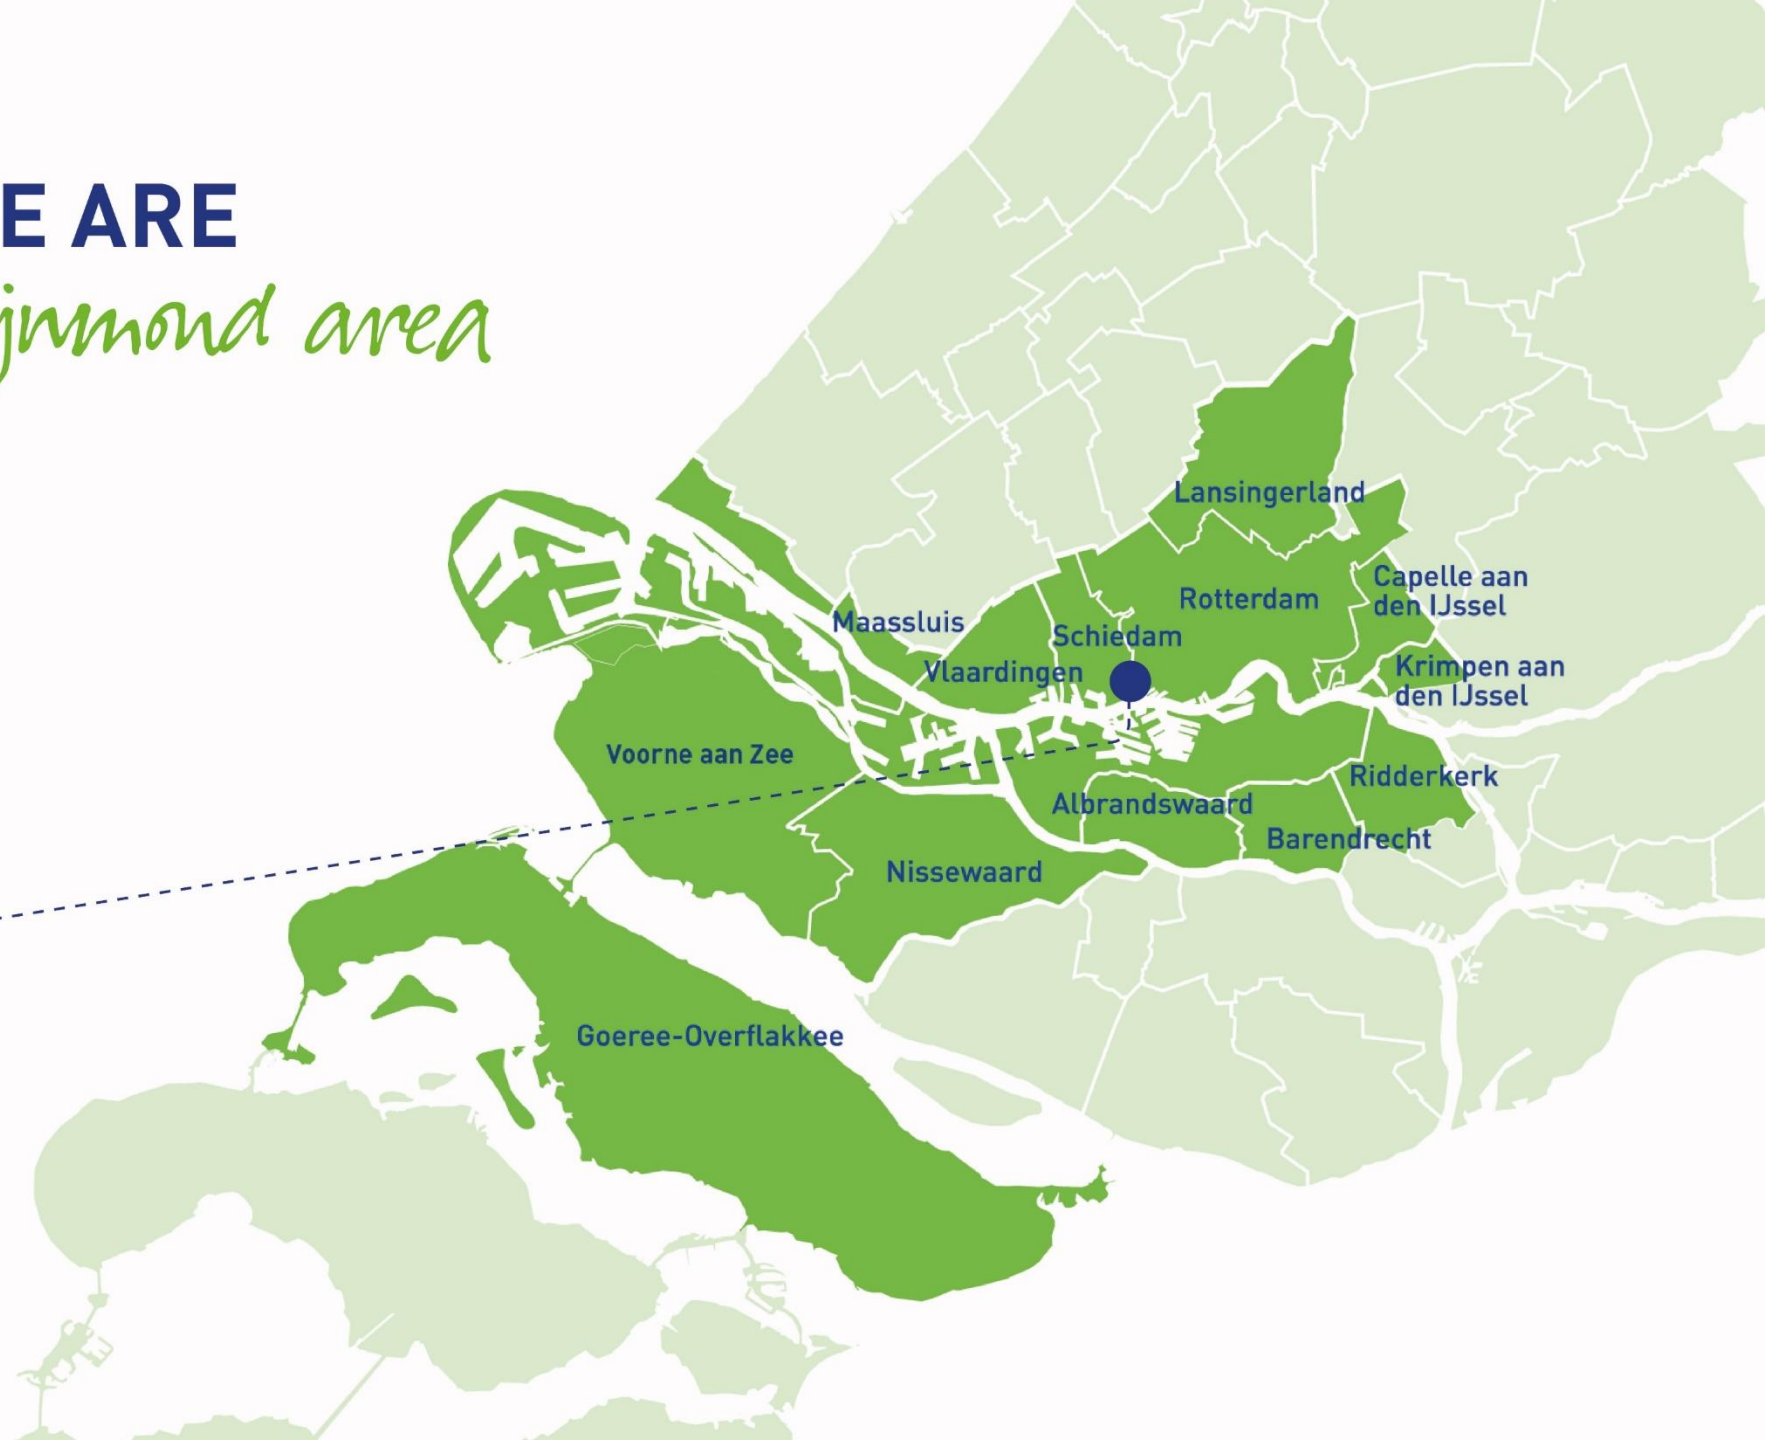 E ARE
jnmond area
Lansingerland
Capelle aan
den IJssel
Rotterdam
Maassluis
Schiedam
Vlaardingen
Krimpen aan
den IJssel
Voorne aan Zee
Ridderkerk
Albrandswaard
Barendrecht
Nissewaard
Goeree-Overflakkee